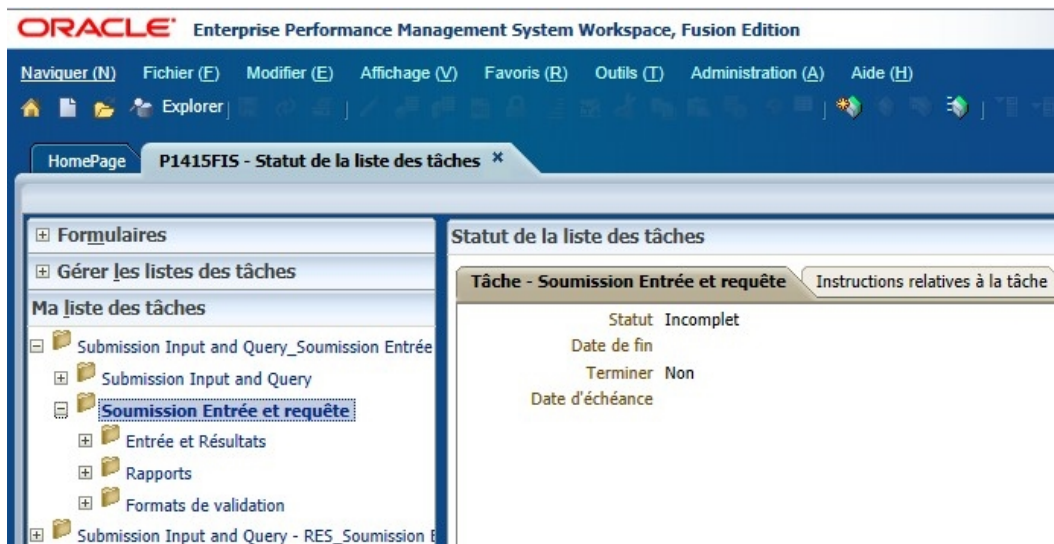 ORACLE Enterprise Performance Management System Workspace, Fusion Edition
Naviguer (N) Fichier (F) Modifier (E) Affichage (V) Favoris (R) Outils (T) Administration (A) Aide (H)
Explorer
HomePage P1415FIS - Statut de la liste des tâches ×
Formulaires
Gérer les listes des tâches
Ma liste des tâches
Submission Input and Query_Soumission Entrée
Submission Input and Query
Soumission Entrée et requête
Entrée et Résultats
Rapports
Formats de validation
Submission Input and Query - RES_Soumission E
Statut de la liste des tâches
Tâche - Soumission Entrée et requête Instructions relatives à la tâche
Statut Incomplet
Date de fin
Terminer Non
Date d'échéance